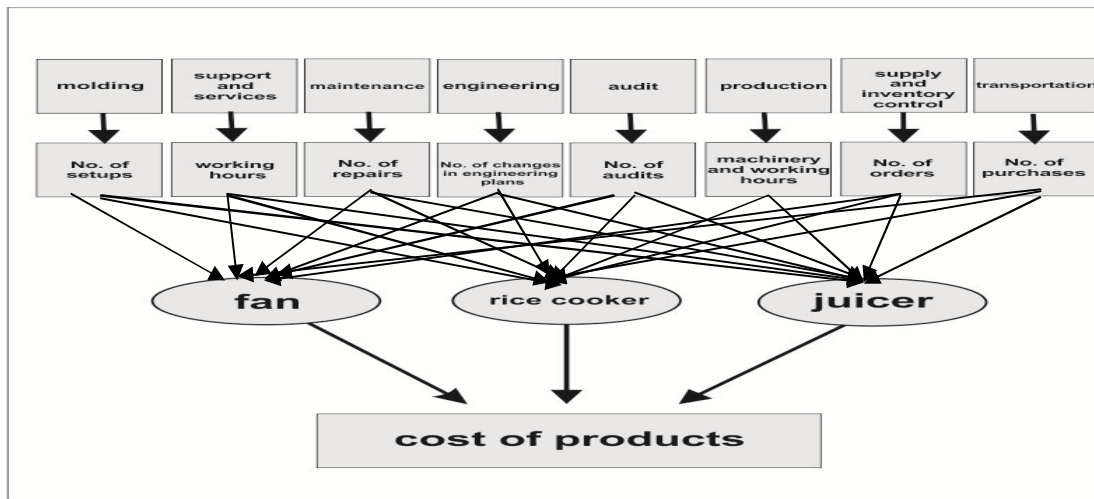 molding
support
and
services
maintenance
engineering
audit
production
supply
and
inventory
control
transportation
No. of
setups
working
hours
No. of
repairs
No. of changes
in engineering
plans
No. of
audits
machinery
and working
hours
No. of
orders
No. of
purchases
fan
rice cooker
juicer
cost of products